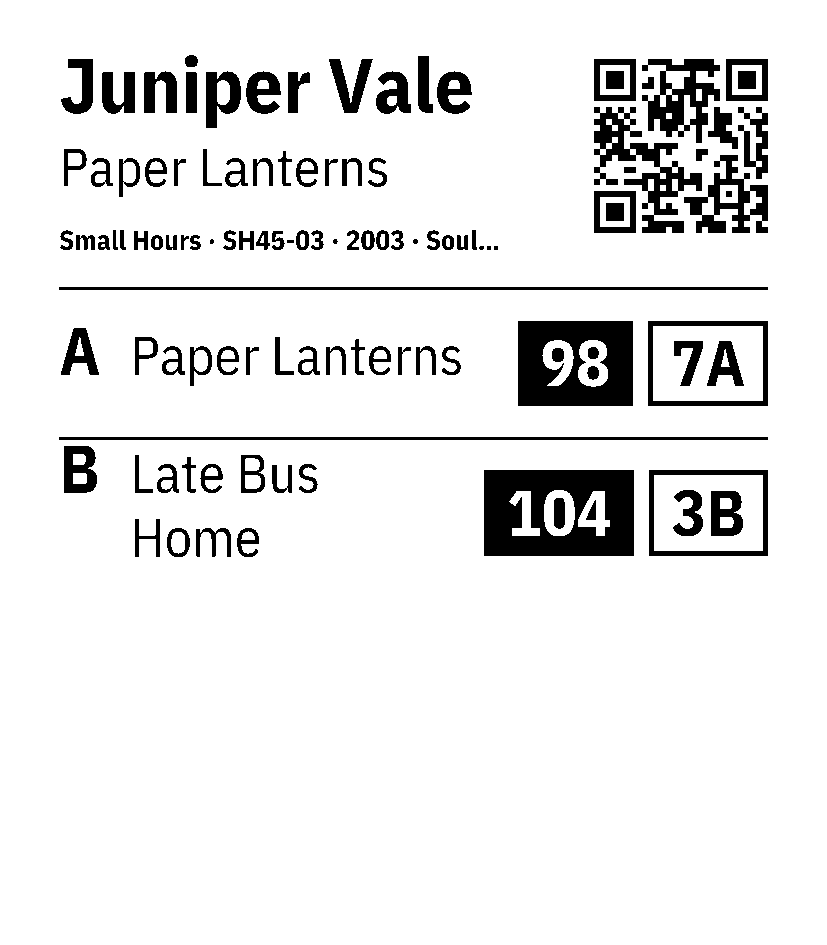 Juniper Vale
Paper Lanterns
Small Hours · SH45-03 · 2003 · Soul...
A Paper Lanterns 98 7A
B Late Bus
Home 104 3B